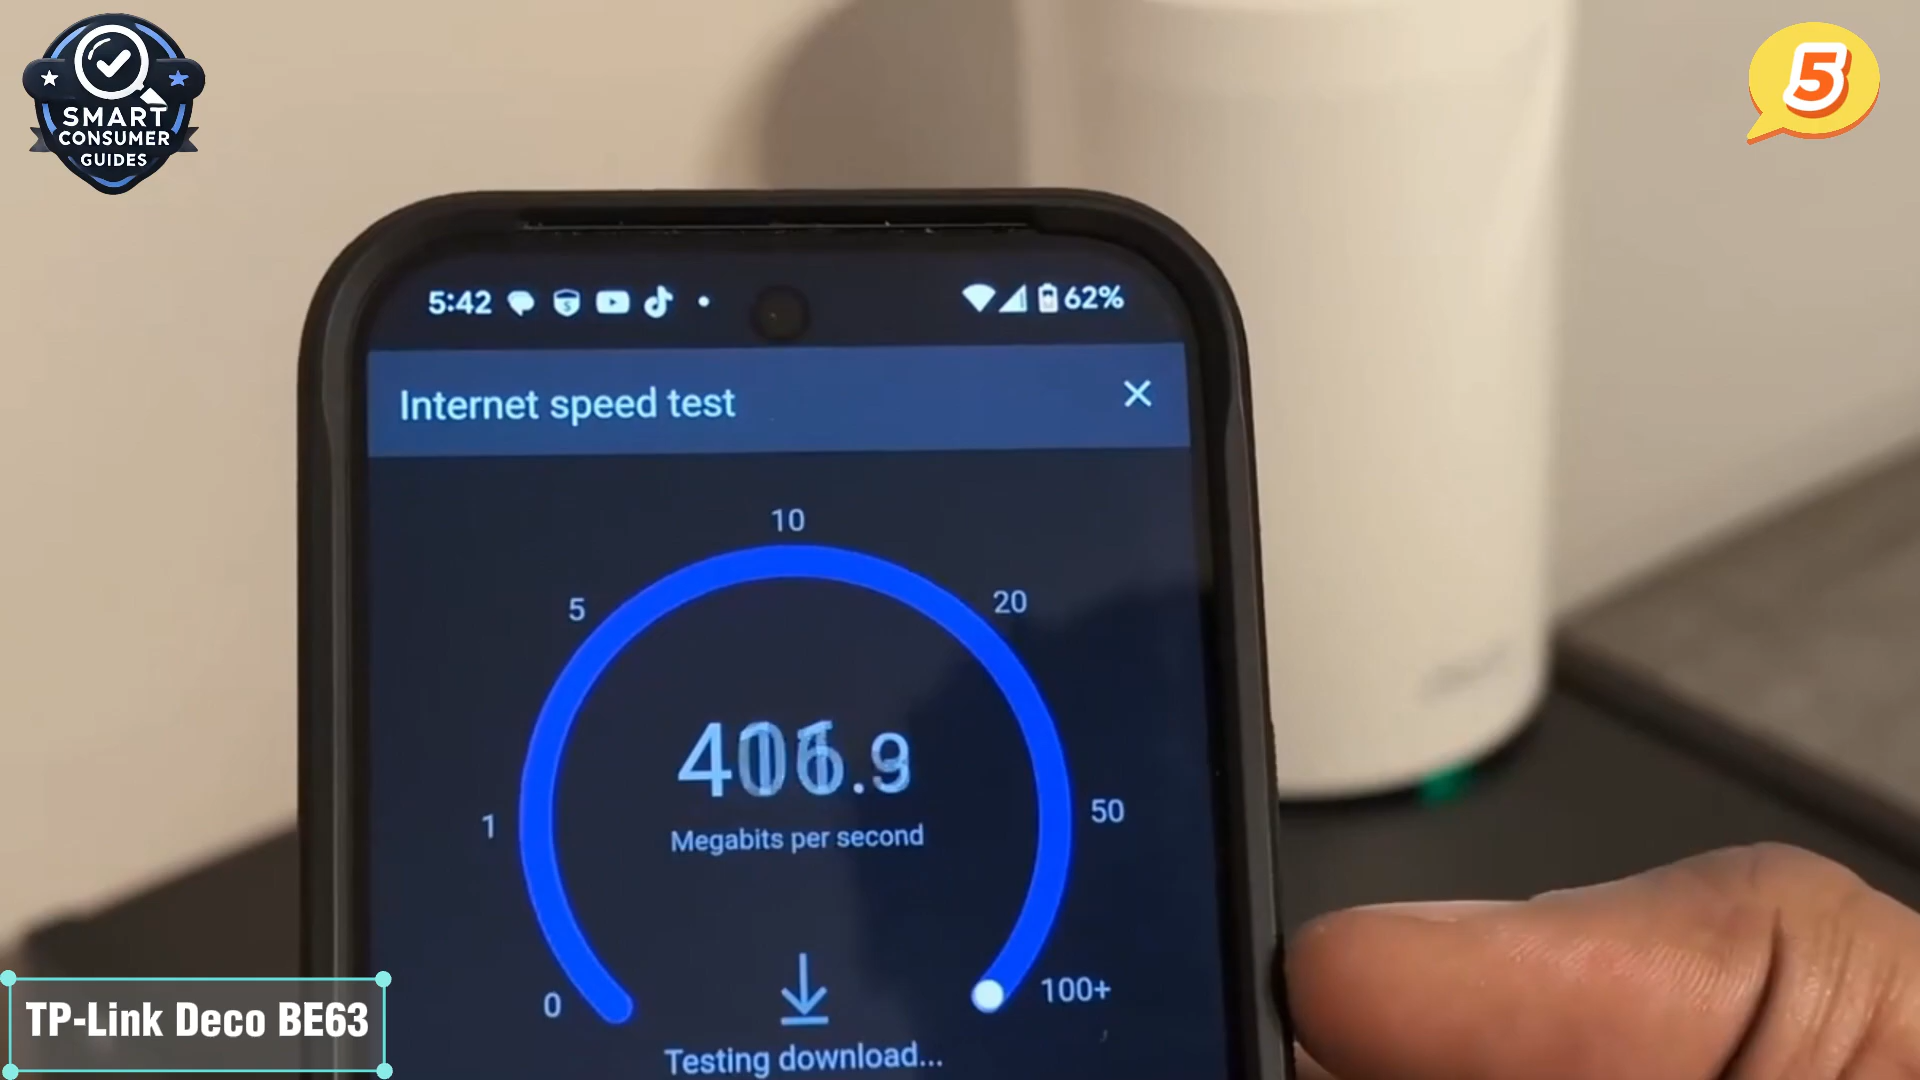 SMART
CONSUMER
GUIDES
5
5:42
62%
Internet speed test
10
5
20
1
50
Megabits per second
0
100+
Testing download...
TP-Link Deco BE63